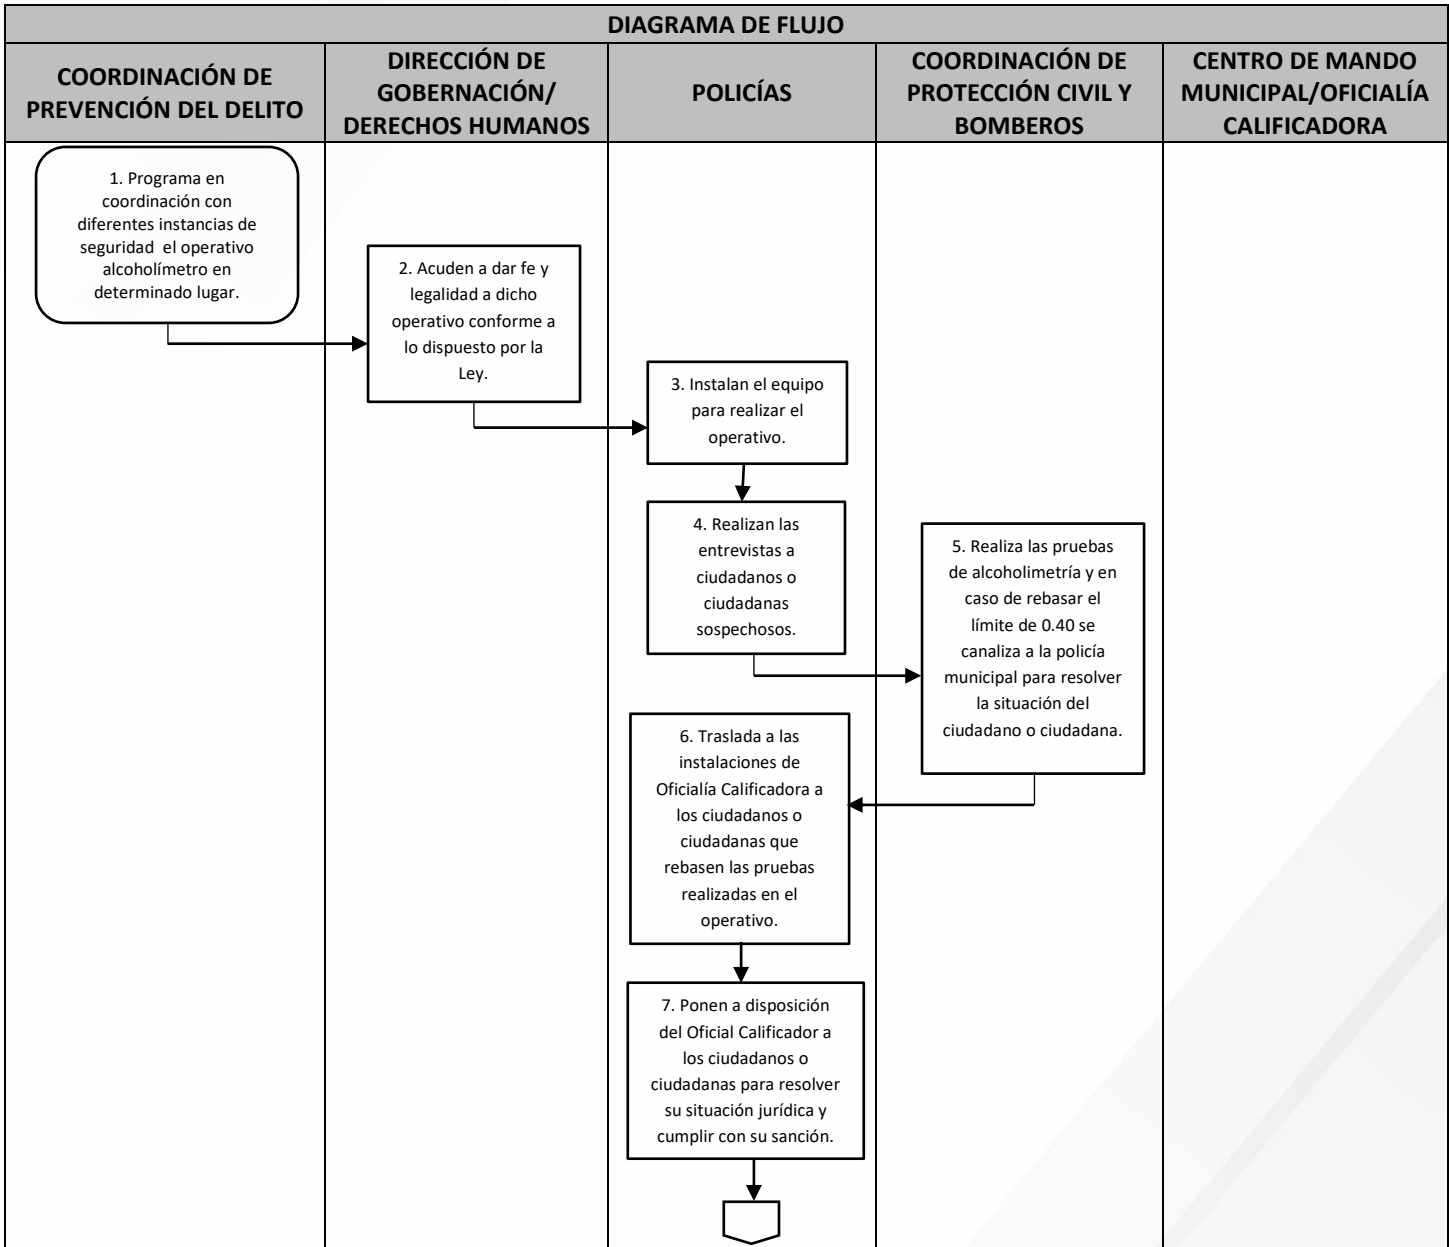 DIAGRAMA DE FLUJO
COORDINACIÓN DE
PREVENCIÓN DEL DELITO
DIRECCIÓN DE
GOBERNACIÓN/
DERECHOS HUMANOS
POLICÍAS
COORDINACIÓN DE
PROTECCIÓN CIVIL Y
BOMBEROS
CENTRO DE MANDO
MUNICIPAL/OFICIALÍA
CALIFICADORA
1. Programa en
coordinación con
diferentes instancias de
seguridad el operativo
alcoholímetro en
determinado lugar.
2. Acuden a dar fe y
legalidad a dicho
operativo conforme a
lo dispuesto por la
Ley.
3. Instalan el equipo
para realizar el
operativo.
4. Realizan las
entrevistas a
ciudadanos o
ciudadanas
sospechosos.
5. Realiza las pruebas
de alcoholimetría y en
caso de rebasar el
límite de 0.40 se
canaliza a la policía
municipal para resolver
la situación del
ciudadano o ciudadana.
6. Traslada a las
instalaciones de
Oficialía Calificadora a
los ciudadanos o
ciudadanas que
rebasen las pruebas
realizadas en el
operativo.
7. Ponen a disposición
del Oficial Calificador a
los ciudadanos o
ciudadanas para resolver
su situación jurídica y
cumplir con su sanción.